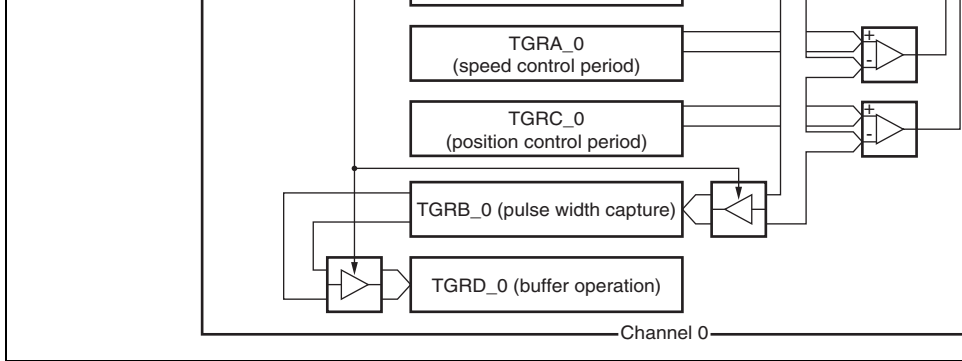 TGRA_0
(speed control period)
+
-
TGRC_0
(position control period)
+
-
TGRB_0 (pulse width capture)
TGRD_0 (buffer operation)
Channel 0